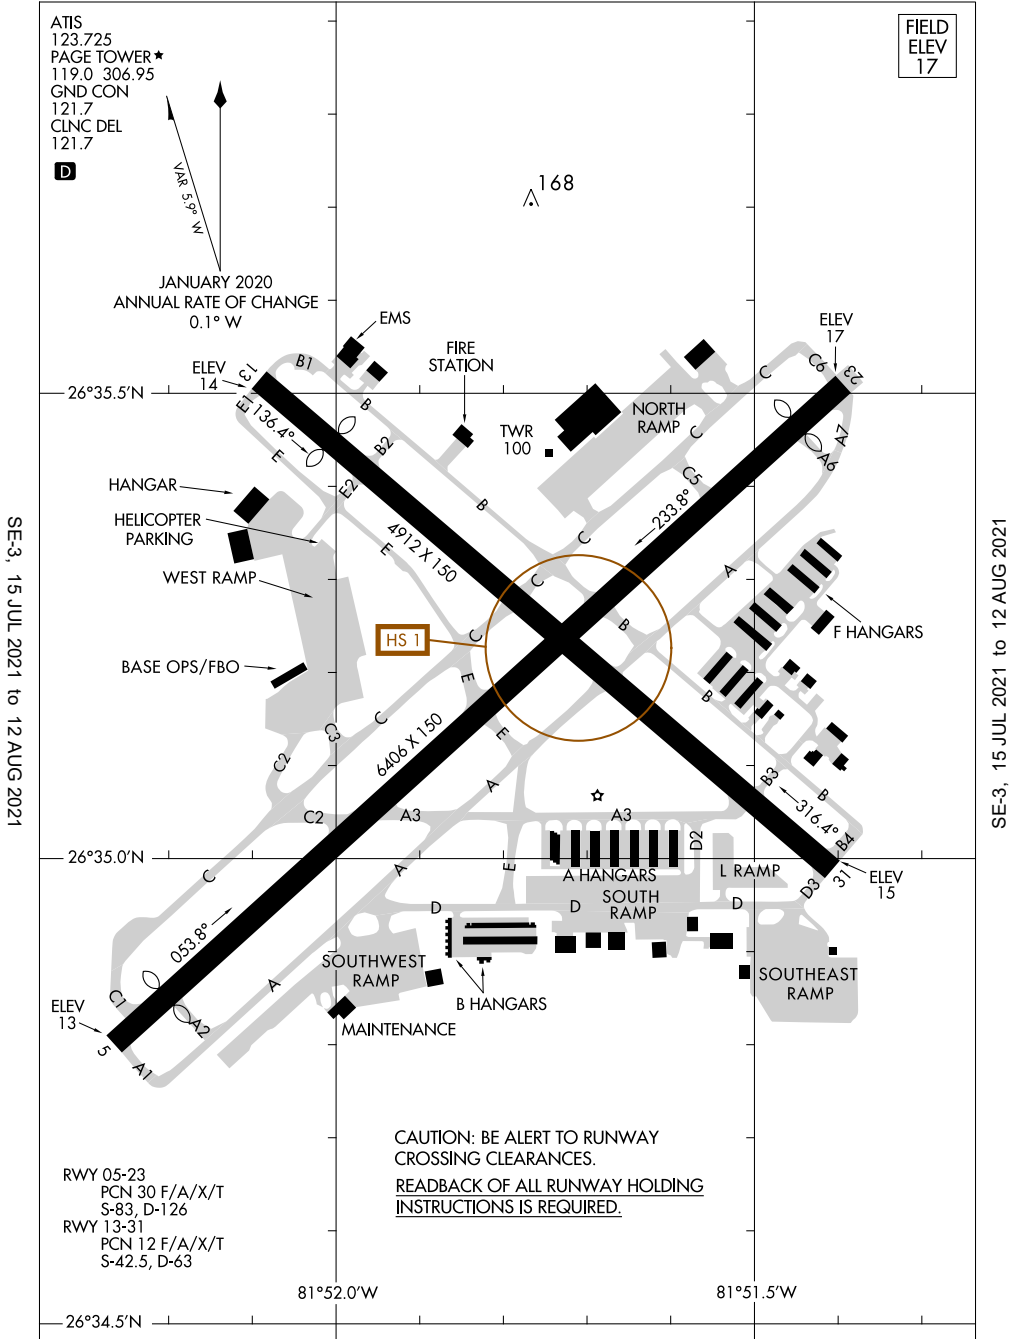 ATIS
123.725
PAGE TOWER★
119.0 306.95
GND CON
121.7
CLNC DEL
121.7
D
FIELD
ELEV
17
VAR 5.9° W
JANUARY 2020
ANNUAL RATE OF CHANGE
0.1° W
168
EMS
FIRE
STATION
ELEV
17
ELEV
14
13
B1
C6
23
C
26°35.5'N
E1
136.4°
B
B2
E
E2
TWR
100
NORTH
RAMP
C
C5
A7
A6
HANGAR
HELICOPTER
PARKING
WEST RAMP
B
4912 X 150
E
233.8°
C
C
A
F HANGARS
HS 1
C
B
BASE OPS/FBO
E
B
C
C3
E
6406 X 150
C2
A
B3
B
316.4°
C2
A3
A3
D2
B4
26°35.0'N
C
A
E
A HANGARS
SOUTH
RAMP
L RAMP
D3
31
ELEV
15
D
D
D
053.8°
SOUTHWEST
RAMP
A
B HANGARS
MAINTENANCE
SOUTHEAST
RAMP
C1
A2
ELEV
13
5
A1
CAUTION: BE ALERT TO RUNWAY
CROSSING CLEARANCES.
READBACK OF ALL RUNWAY HOLDING
INSTRUCTIONS IS REQUIRED.
RWY 05-23
PCN 30 F/A/X/T
S-83, D-126
RWY 13-31
PCN 12 F/A/X/T
S-42.5, D-63
81°52.0'W
81°51.5'W
26°34.5'N
SE-3, 15 JUL 2021 to 12 AUG 2021
SE-3, 15 JUL 2021 to 12 AUG 2021